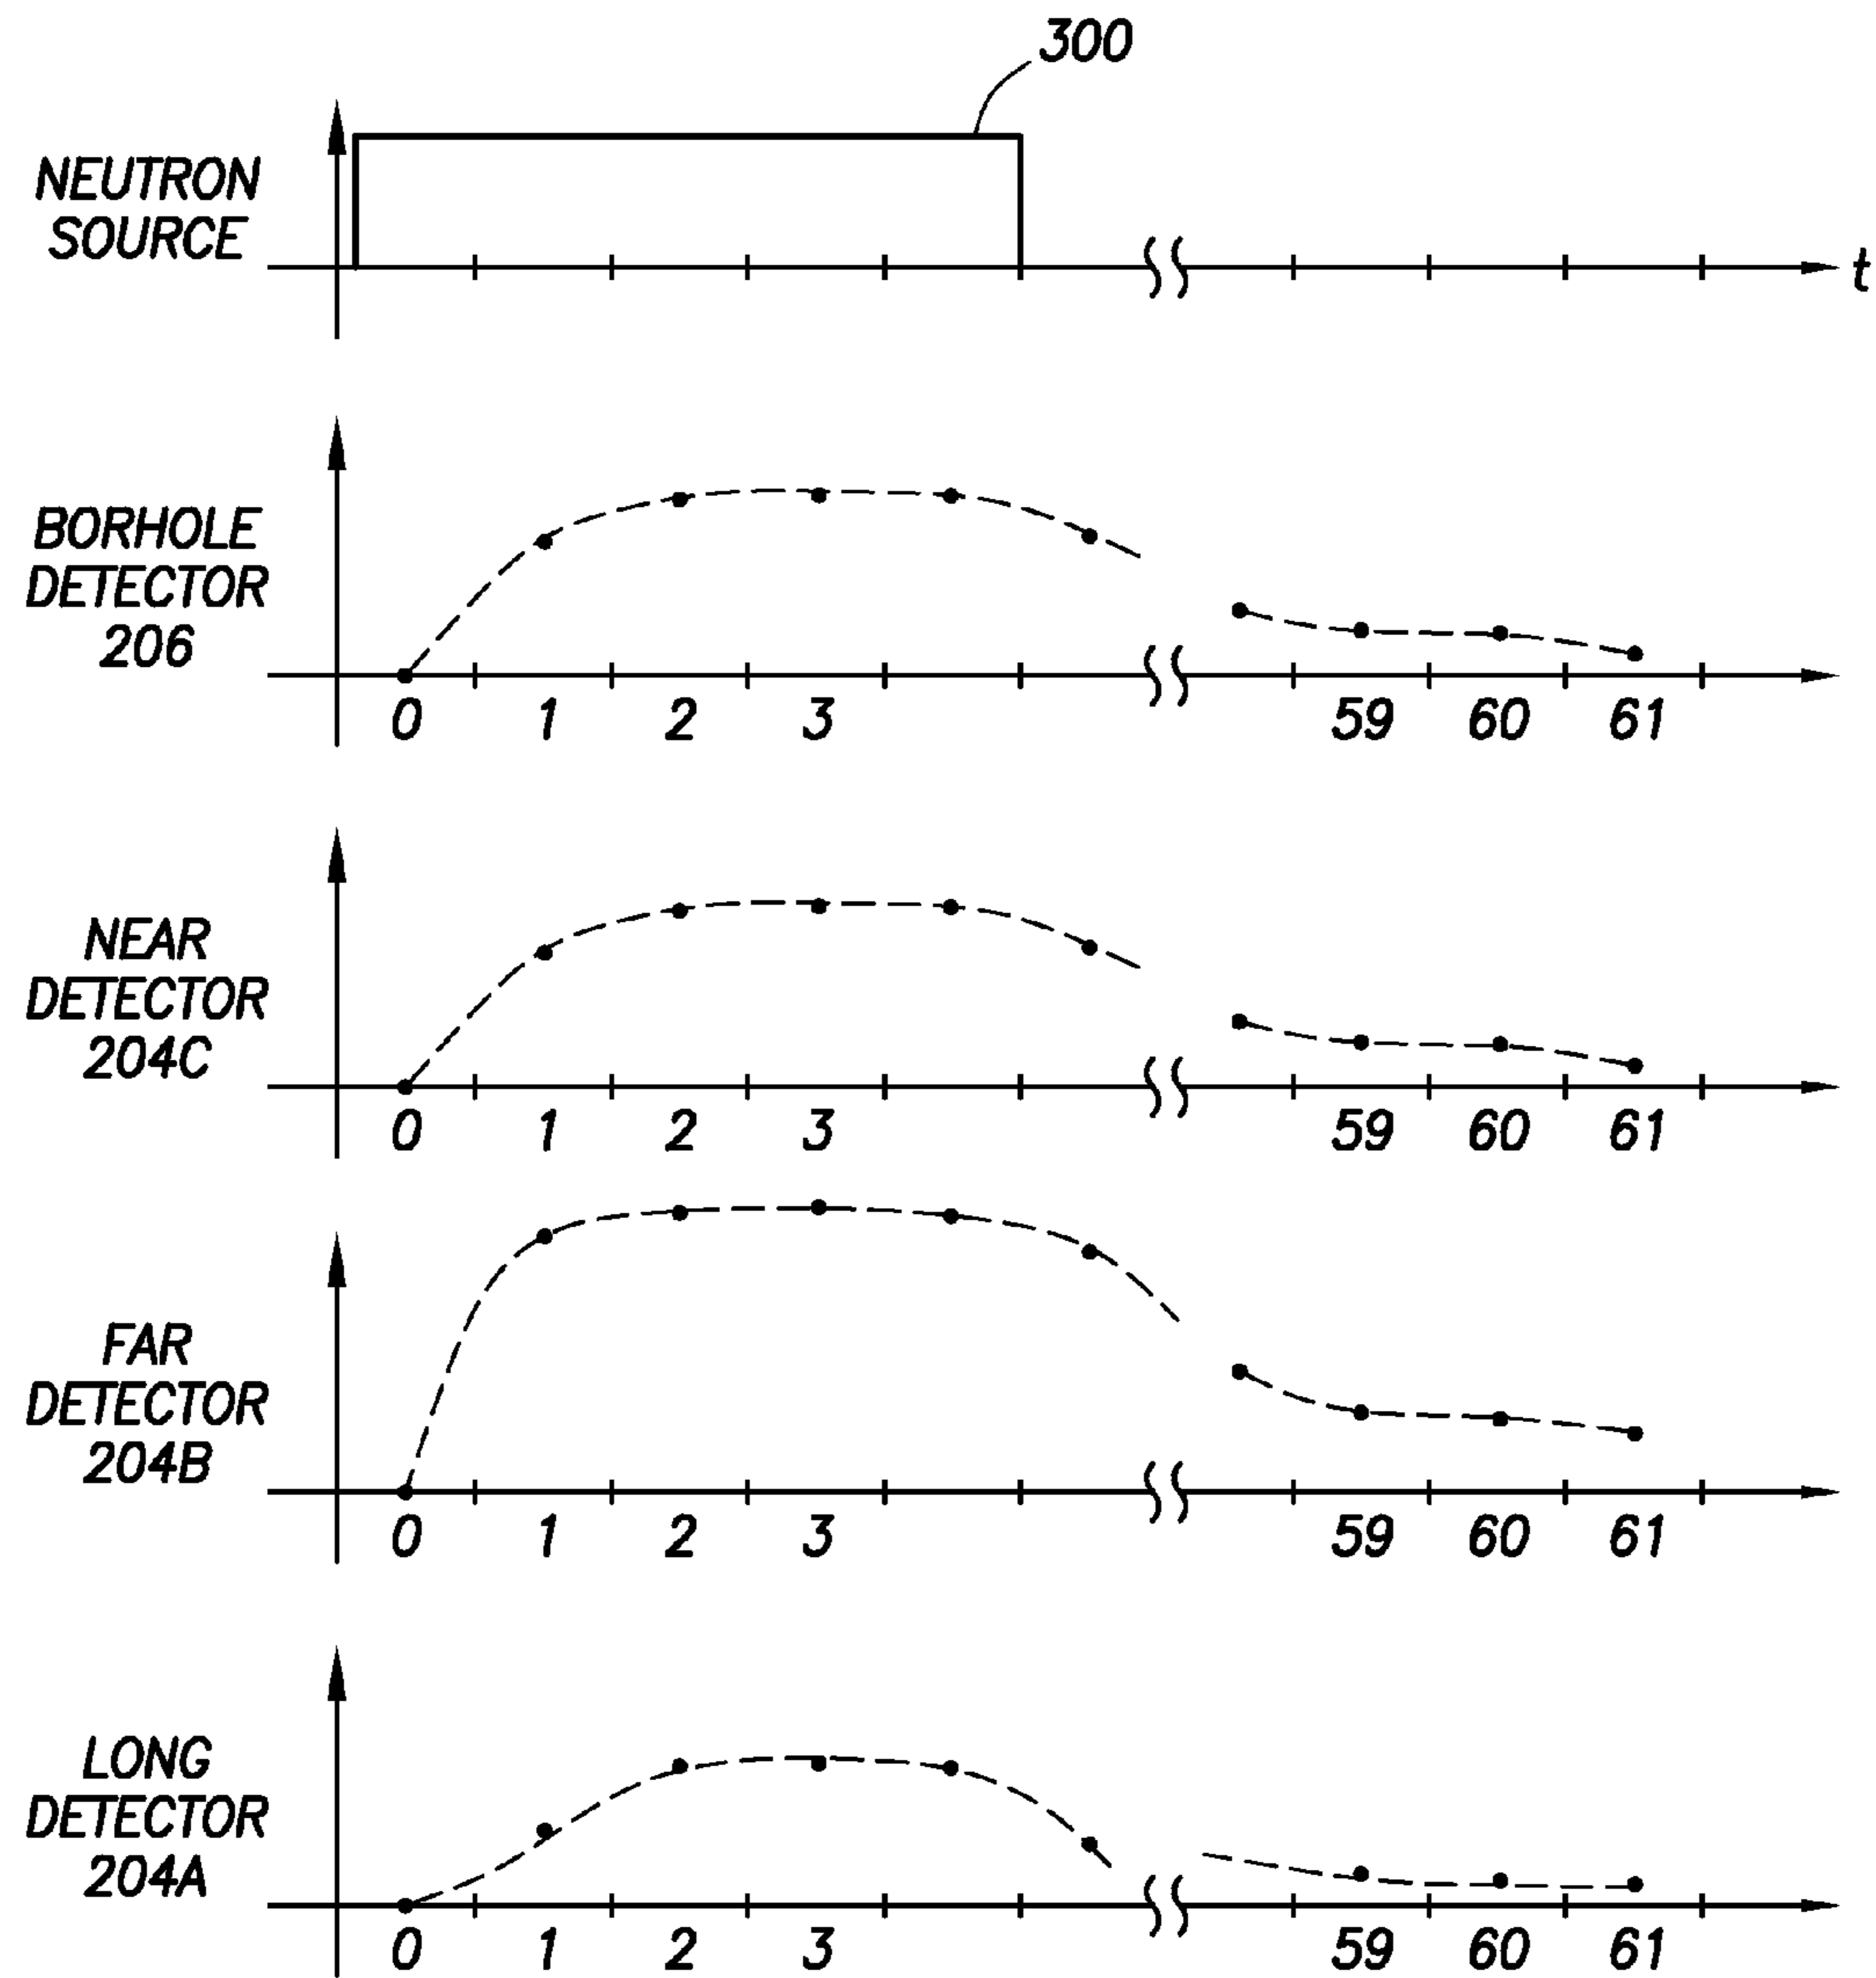 300
NEUTRON
SOURCE
t
BORHOLE
DETECTOR
206
0 1 2 3 59 60 61
NEAR
DETECTOR
204C
0 1 2 3 59 60 61
FAR
DETECTOR
204B
0 1 2 3 59 60 61
LONG
DETECTOR
204A
0 1 2 3 59 60 61